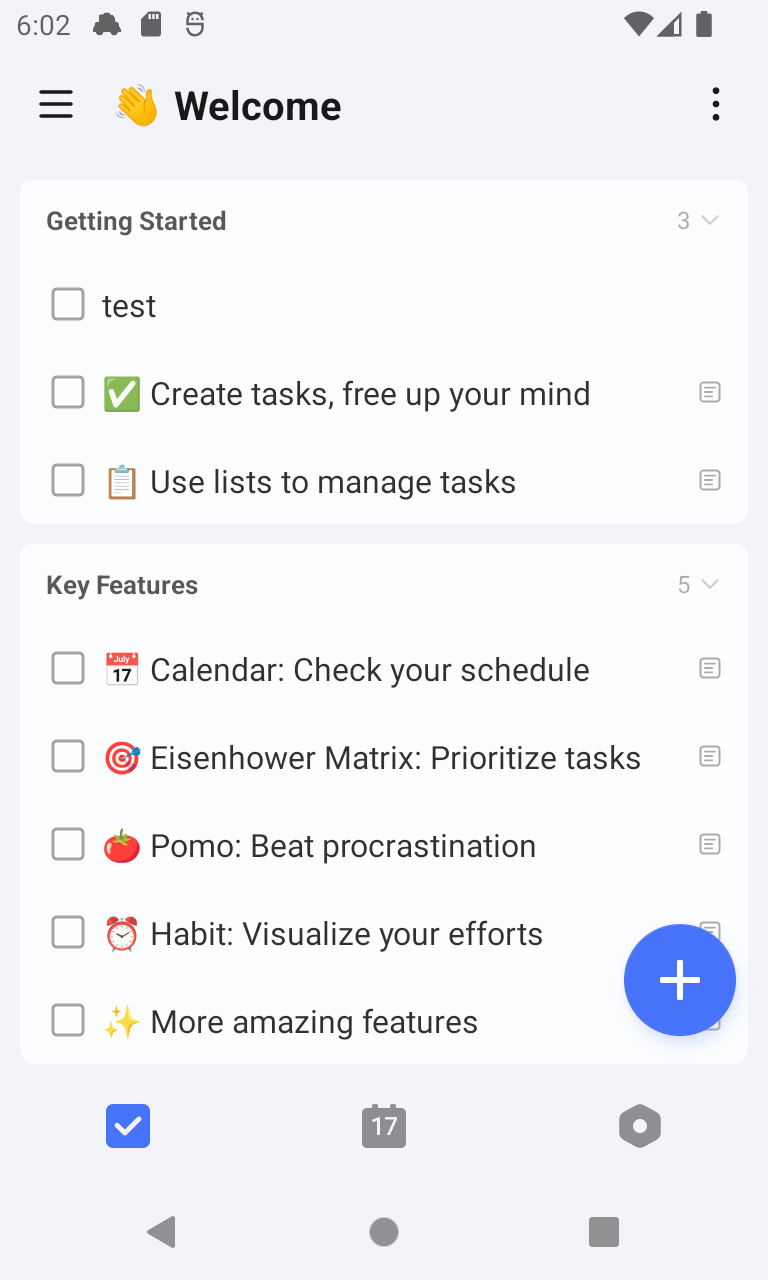 6:02
👋 Welcome
Getting Started 3
test
✅ Create tasks, free up your mind
📋 Use lists to manage tasks
Key Features 5
📅 Calendar: Check your schedule
🎯 Eisenhower Matrix: Prioritize tasks
🍅 Pomo: Beat procrastination
⏰ Habit: Visualize your efforts
✨ More amazing features
17